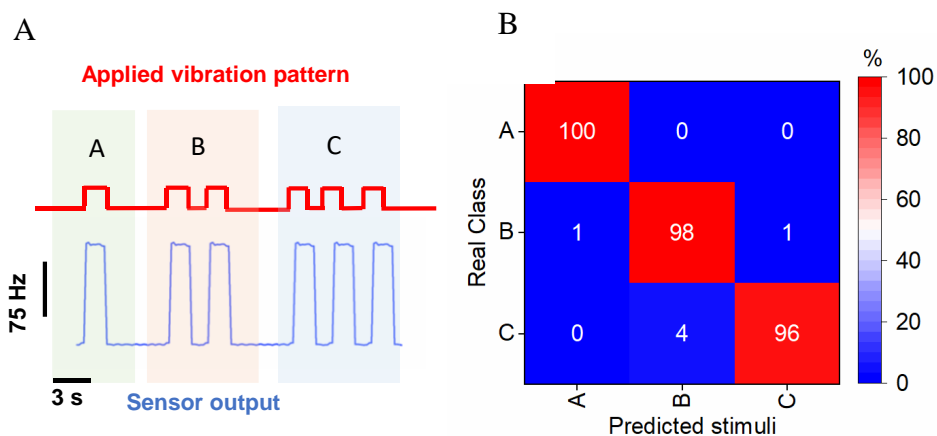 A
Applied vibration pattern
A
B
C
75 Hz
3 s
Sensor output
B
%
Real Class
A
B
C
100
0
0
1
98
1
0
4
96
A
B
C
Predicted stimuli
100
80
60
40
20
0